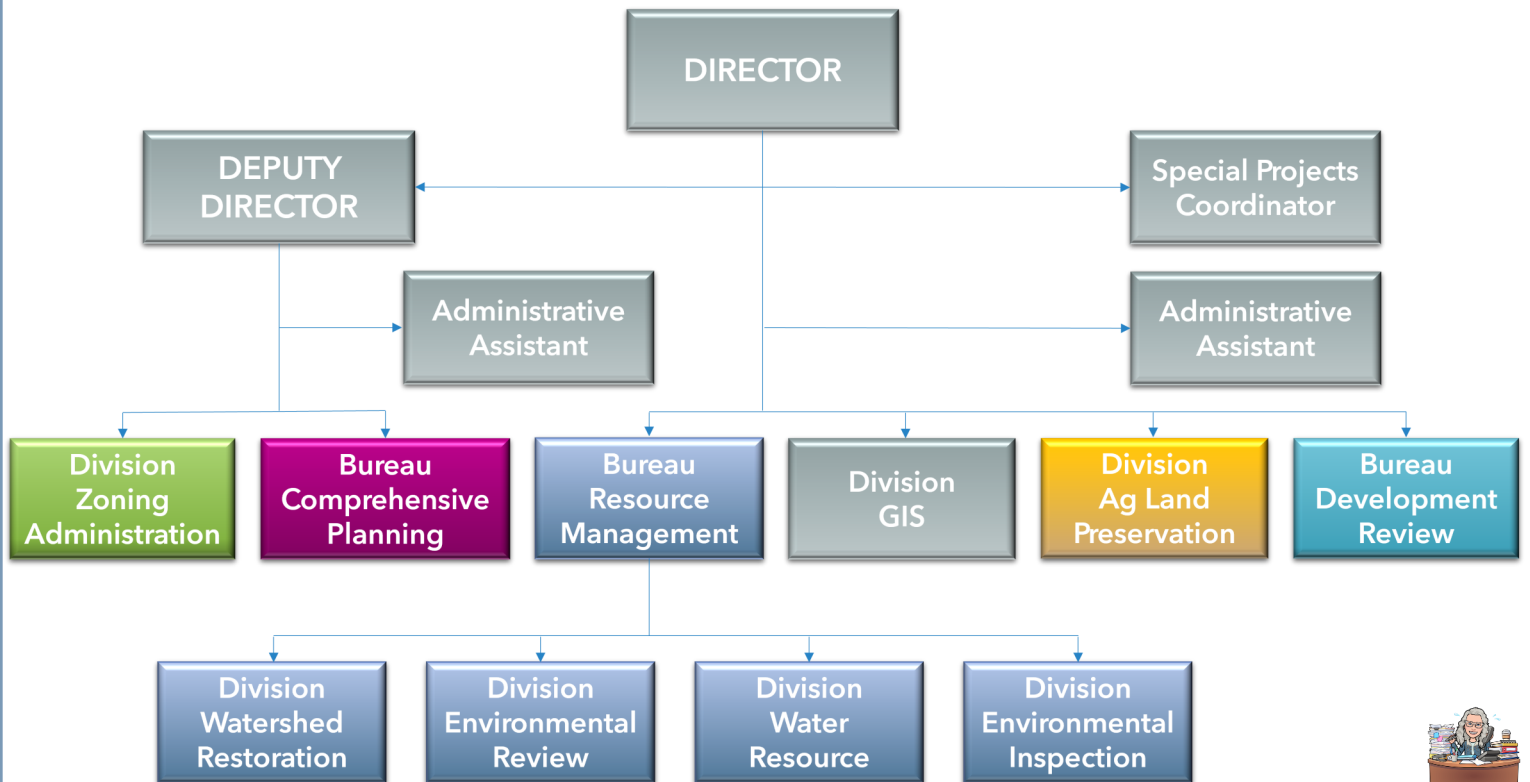 DIRECTOR
DEPUTY
DIRECTOR
Special Projects
Coordinator
Administrative
Assistant
Administrative
Assistant
Division
Zoning
Administration
Bureau
Comprehensive
Planning
Bureau
Resource
Management
Division
GIS
Division
Ag Land
Preservation
Bureau
Development
Review
Division
Watershed
Restoration
Division
Environmental
Review
Division
Water
Resource
Division
Environmental
Inspection